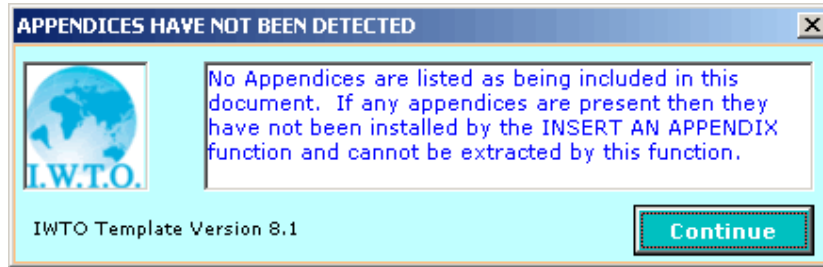 APPENDICES HAVE NOT BEEN DETECTED
No Appendices are listed as being included in this
document. If any appendices are present then they
have not been installed by the INSERT AN APPENDIX
function and cannot be extracted by this function.
I.W.T.O.
IWTO Template Version 8.1
Continue